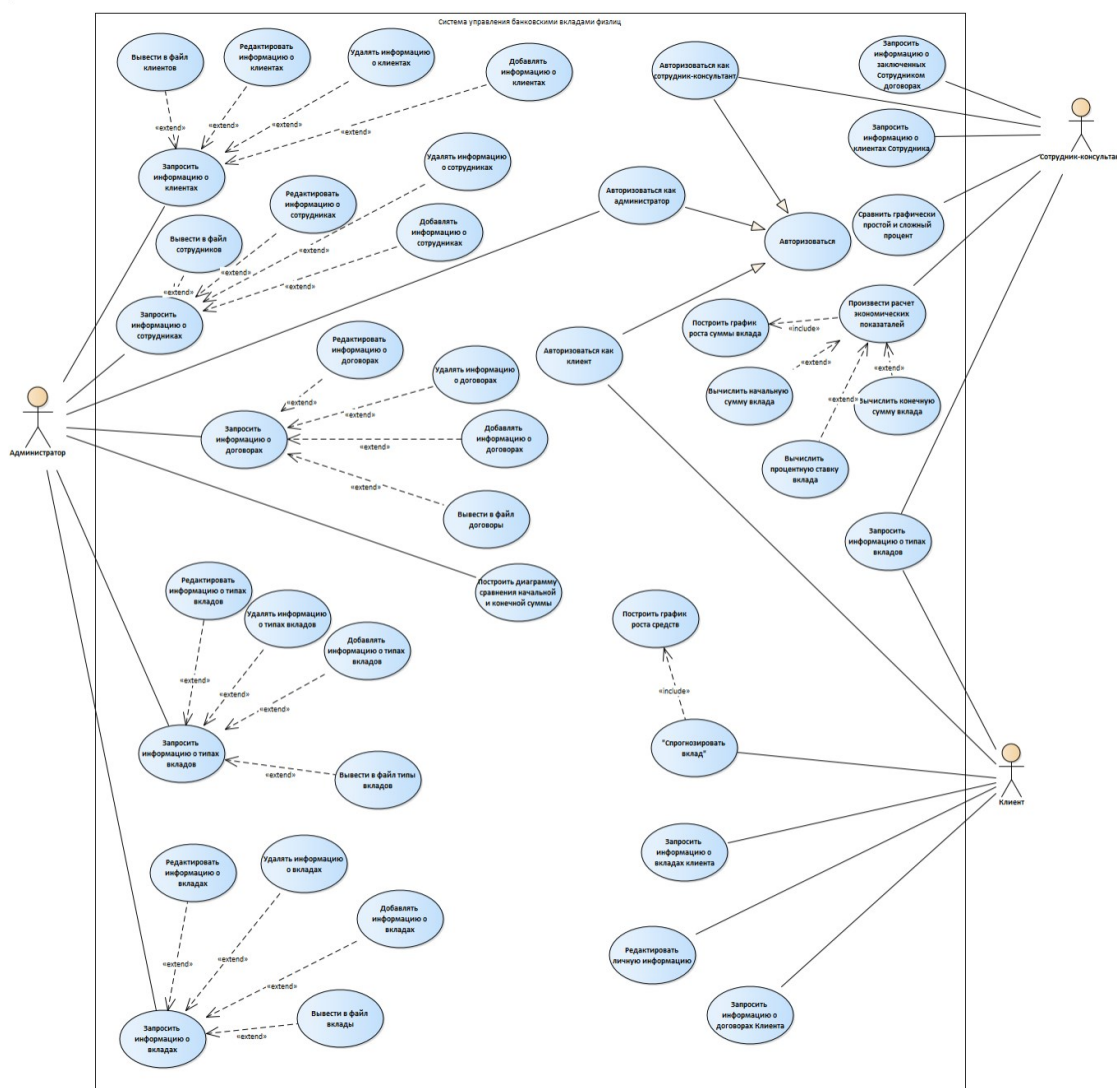 Система управления банковскими вкладами физлиц
Вывести в файл
клиентов
Редактировать
информацию о
клиентах
Удалять информацию
о клиентах
Добавлять
информацию о
клиентах
«extend»
«extend»
«extend»
«extend»
Запросить
информацию о
клиентах
Удалять информацию
о сотрудниках
Редактировать
информацию о
сотрудниках
Добавлять
информацию о
сотрудниках
Вывести в файл
сотрудников
«extend»
«extend»
«extend»
«extend»
Запросить
информацию о
сотрудниках
Авторизоваться как
сотрудник-консультант
Авторизоваться как
администратор
Авторизоваться
Авторизоваться как
клиент
Запросить
информацию о
заключенных
Сотрудником
договорах
Запросить
информацию о
клиентах Сотрудника
Сотрудник-консультант
Сравнить графически
простой и сложный
процент
Произвести расчет
экономических
показаталей
Построить график
роста суммы вклада
«include»
«extend»
«extend»
«extend»
Вычислить начальную
сумму вклада
Вычислить конечную
сумму вклада
Вычислить
процентную ставку
вклада
Запросить
информацию о типах
вкладов
Администратор
Редактировать
информацию о
договорах
Удалять информацию
о договорах
Добавлять
информацию о
договорах
Вывести в файл
договоры
«extend»
«extend»
«extend»
«extend»
Запросить
информацию о
договорах
Построить диаграмму
сравнения начальной
и конечной суммы
Редактировать
информацию о типах
вкладов
Удалять информацию
о типах вкладов
Добавлять
информацию о типах
вкладов
«extend»
«extend»
«extend»
«extend»
Запросить
информацию о типах
вкладов
Вывести в файл типы
вкладов
Построить график
роста средств
«include»
"Спрогнозировать
вклад"
Клиент
Запросить
информацию о
вкладах клиента
Редактировать
личную информацию
Запросить
информацию о
договорах Клиента
Редактировать
информацию о
вкладах
Удалять информацию
о вкладах
Добавлять
информацию о
вкладах
«extend»
«extend»
«extend»
«extend»
Вывести в файл
вклады
Запросить
информацию о
вкладах